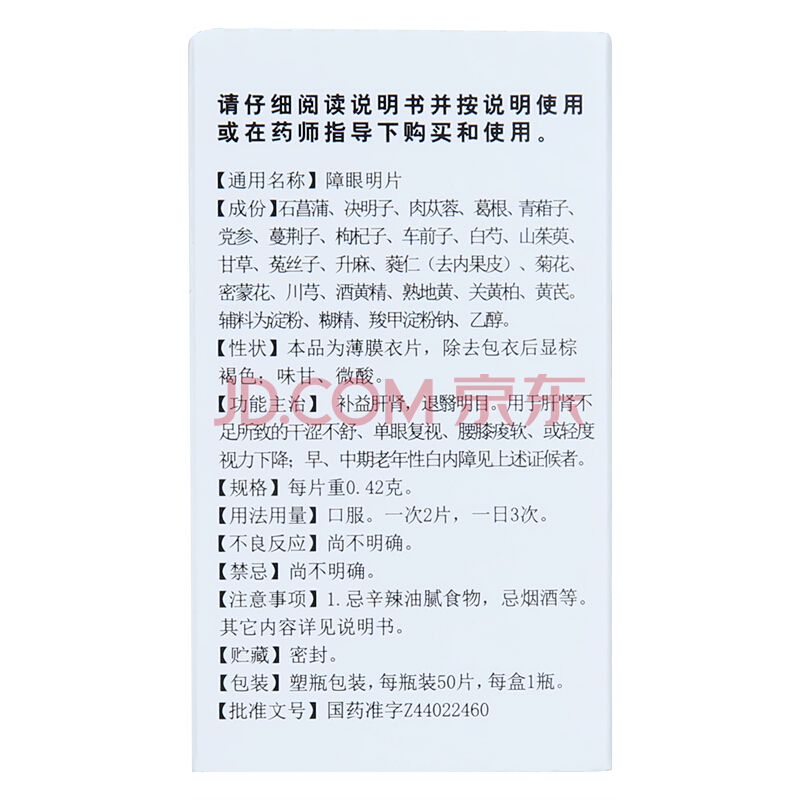 请仔细阅读说明书并按说明使用
或在药师指导下购买和使用。
【通用名称】障眼明片
【成份】石菖蒲、决明子、肉苁蓉、葛根、青葙子、
党参、蔓荆子、枸杞子、车前子、白芍、山茱萸、
甘草、菟丝子、升麻、蕤仁（去内果皮）、菊花、
密蒙花、川芎、酒黄精、熟地黄、关黄柏、黄芪。
辅料为淀粉、糊精、羧甲淀粉钠、乙醇。
【性状】本品为薄膜衣片，除去包衣后显棕
褐色；味甘、微酸。
JD.COM 京东
【功能主治】 补益肝肾，退翳明目。用于肝肾不
足所致的干涩不舒、单眼复视、腰膝痠软、或轻度
视力下降；早、中期老年性白内障见上述证候者。
【规格】每片重0.42克。
【用法用量】口服。一次2片，一日3次。
【不良反应】尚不明确。
【禁忌】尚不明确。
【注意事项】1.忌辛辣油腻食物，忌烟酒等。
其它内容详见说明书。
【贮藏】密封。
【包装】塑瓶包装，每瓶装50片，每盒1瓶。
【批准文号】国药准字Z44022460